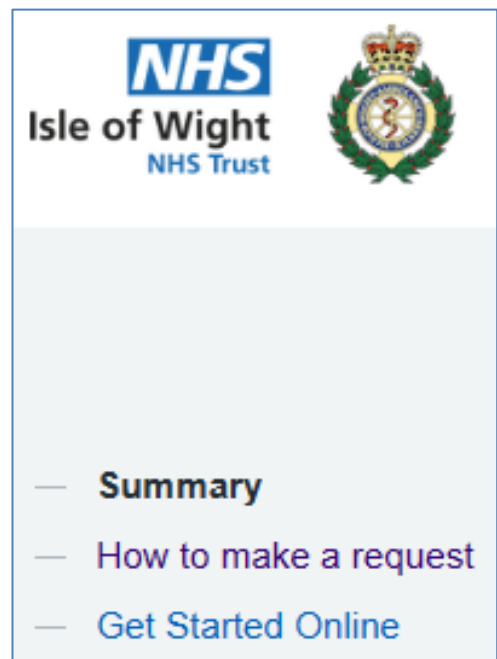 NHS
Isle of Wight
NHS Trust
— Summary
— How to make a request
— Get Started Online